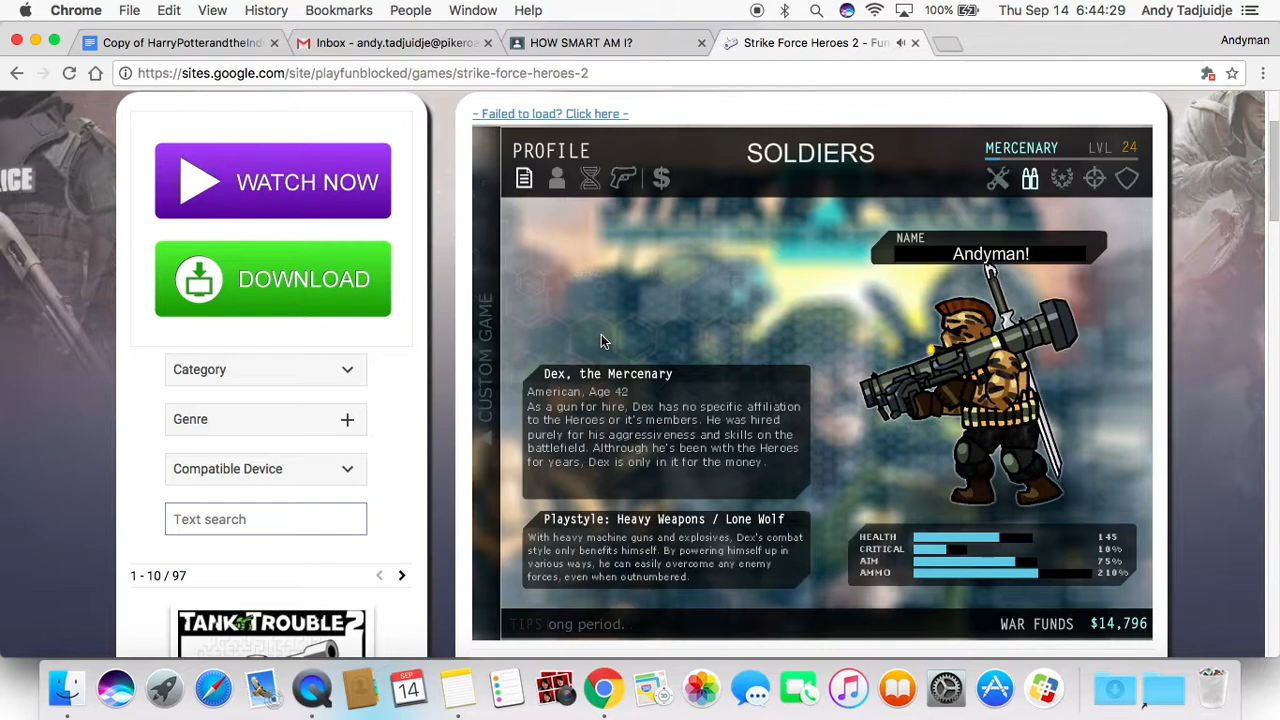 Chrome File Edit View History Bookmarks People Window Help 100% Thu Sep 14 6:44:29 Andy Tadjuidje
Copy of HarryPotterandtheInd Inbox - andy.tadjuidje@pikeroa HOW SMART AM I? Strike Force Heroes 2 - Fun Andyman
https://sites.google.com/site/playfunblocked/games/strike-force-heroes-2
- Failed to load? Click here -
ICE
WATCH NOW
DOWNLOAD
Category
Genre
Compatible Device
Text search
1 - 10 / 97
TANK TROUBLE 2
PROFILE SOLDIERS MERCENARY LVL 24
$
CUSTOM GAME
NAME
Andyman!
Dex, the Mercenary
American, Age 42
As a gun for hire, Dex has no specific affiliation
to the Heroes or it's members. He was hired
purely for his aggressiveness and skills on the
battlefield. Althrough he's been with the Heroes
for years, Dex is only in it for the money.
Playstyle: Heavy Weapons / Lone Wolf
With heavy machine guns and explosives, Dex's combat
style only benefits himself. By powering himself up in
various ways, he can easily overcome any enemy
forces, even when outnumbered.
HEALTH 145
CRITICAL 10%
AIM 75%
AMMO 210%
TIPS ong period. WAR FUNDS $14,796
SEP
14